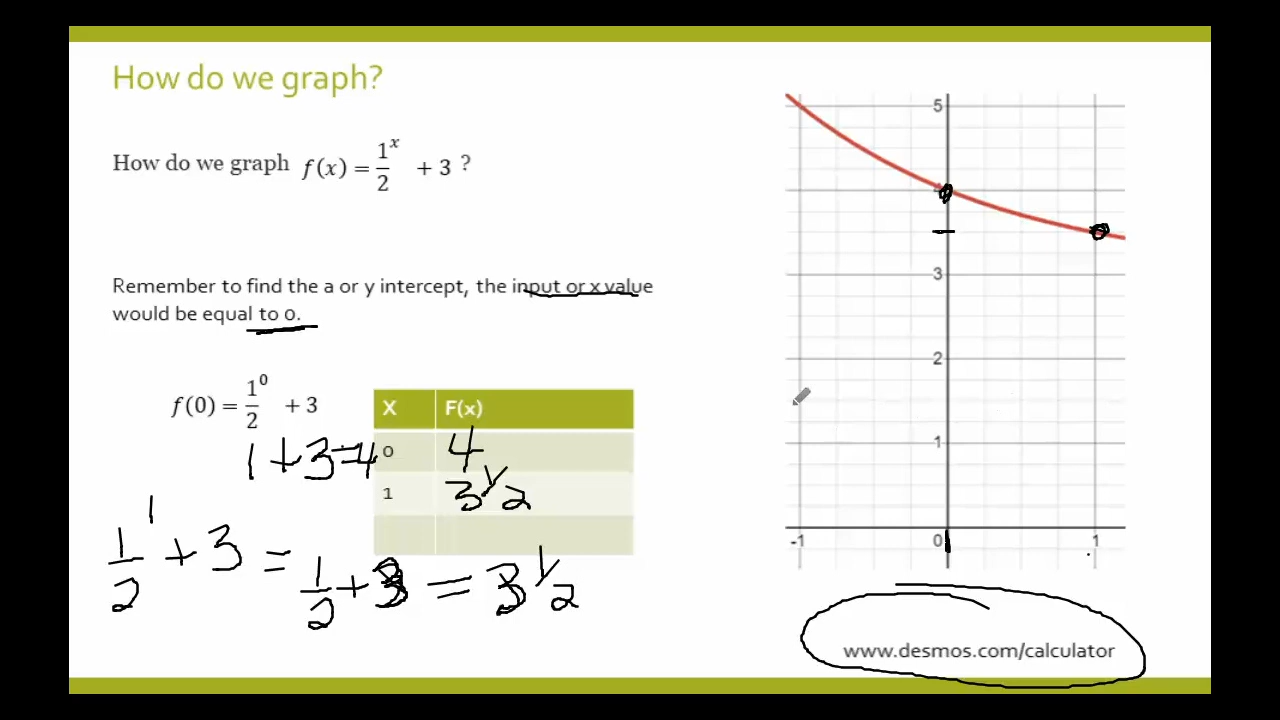 How do we graph?
How do we graph f(x) = 1^x/2 + 3 ?
Remember to find the a or y intercept, the input or x value
would be equal to 0.
f(0) = 1^0/2 + 3
1 + 3 = 4
X F(x)
0 4
1 3 1/2
1/2^1 + 3 = 1/2 + 3 = 3 1/2
5
4
3
2
1
-1 0 1
www.desmos.com/calculator